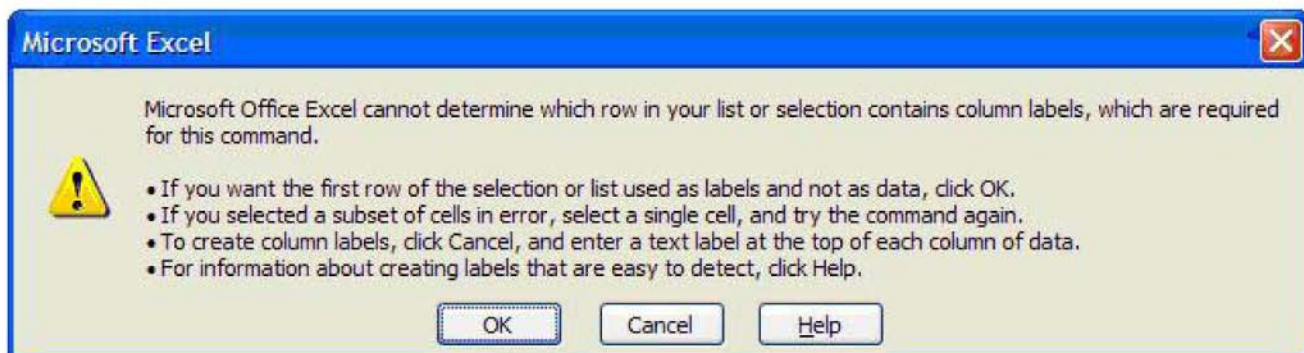 Microsoft Excel
Microsoft Office Excel cannot determine which row in your list or selection contains column labels, which are required
for this command.
• If you want the first row of the selection or list used as labels and not as data, click OK.
• If you selected a subset of cells in error, select a single cell, and try the command again.
• To create column labels, click Cancel, and enter a text label at the top of each column of data.
• For information about creating labels that are easy to detect, click Help.
OK Cancel Help